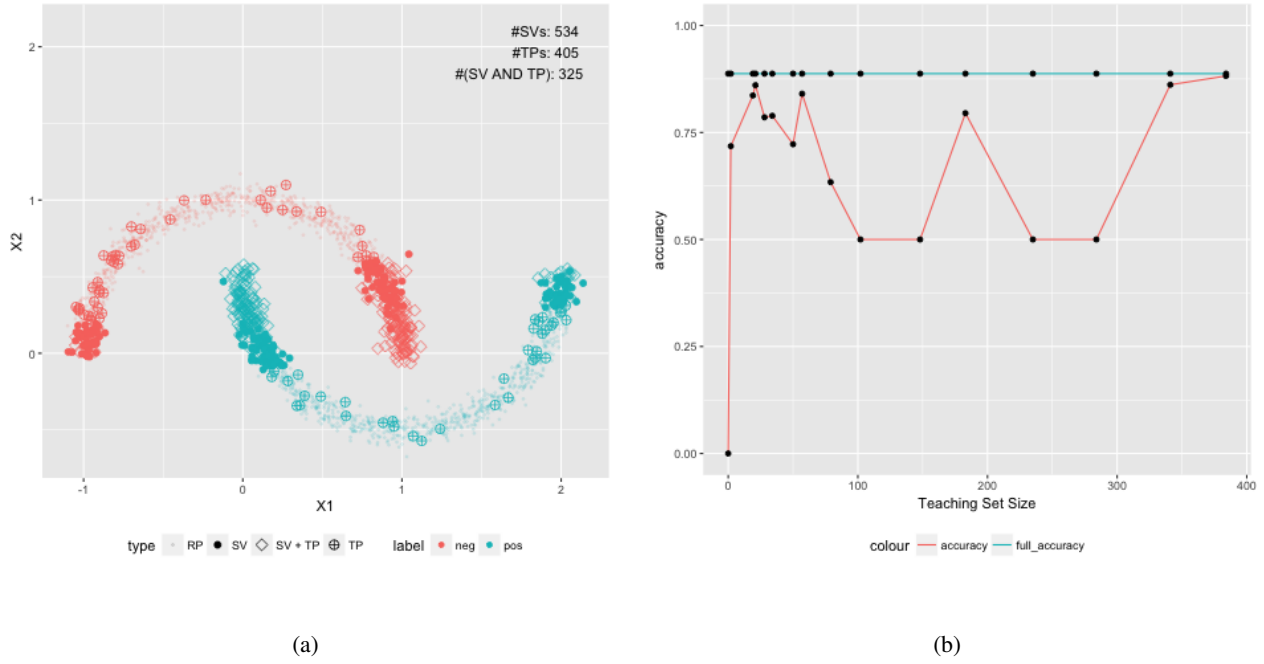 #SVs: 534
#TPs: 405
#(SV AND TP): 325
2
1
0
X2
-1 0 1 2
X1
type RP SV SV + TP TP label neg pos
(a)
1.00
0.75
0.50
0.25
0.00
accuracy
0 100 200 300 400
Teaching Set Size
colour accuracy full_accuracy
(b)